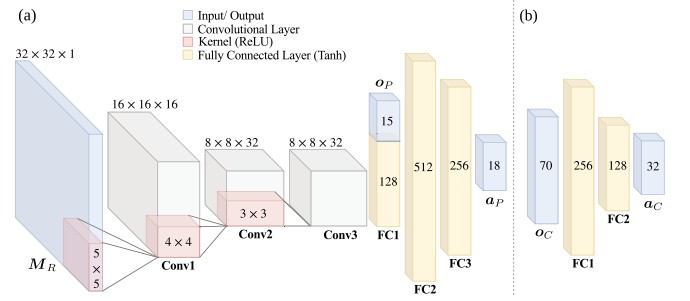 (a)
Input/ Output
Convolutional Layer
Kernel (ReLU)
Fully Connected Layer (Tanh)
(b)
32 × 32 × 1
16 × 16 × 16
8 × 8 × 32
8 × 8 × 32
o_P
15
128
FC1
512
FC2
256
FC3
18
a_P
M_R
5 × 5
4 × 4
Conv1
3 × 3
Conv2
Conv3
70
o_C
256
FC1
128
FC2
32
a_C